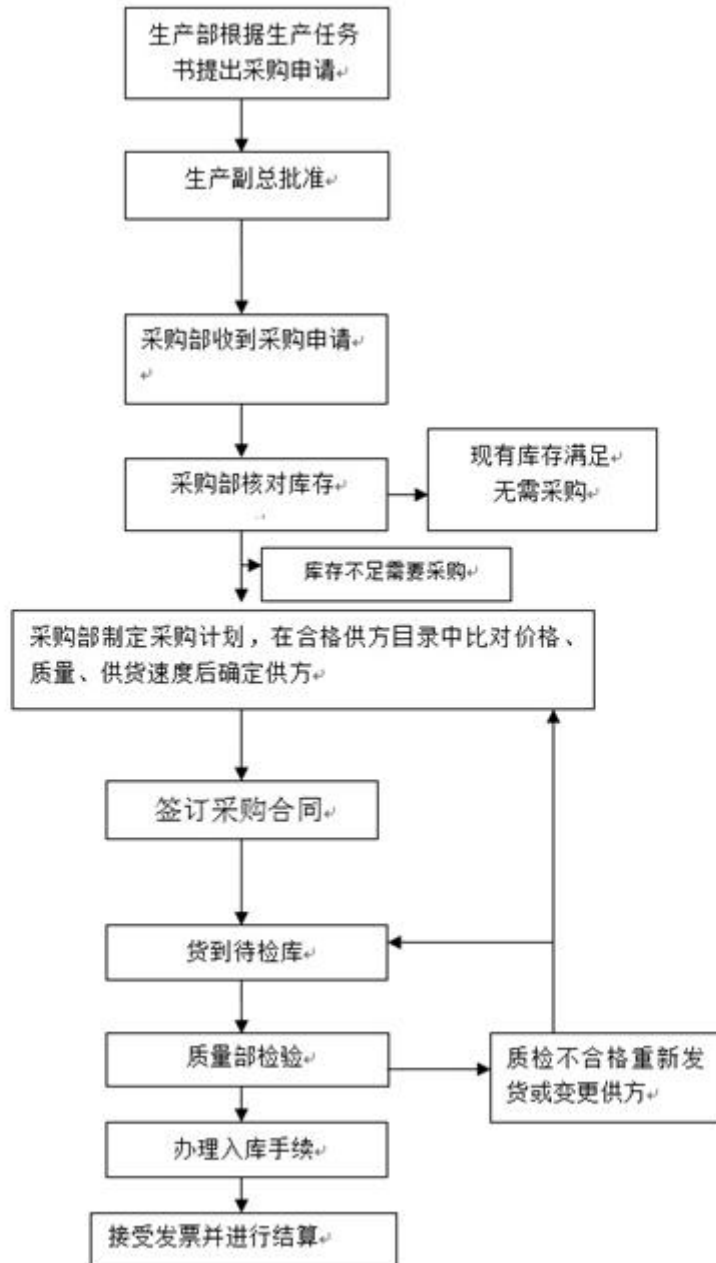 生产部根据生产任务
书提出采购申请
生产副总批准
采购部收到采购申请
采购部核对库存
现有库存满足
无需采购
库存不足需要采购
采购部制定采购计划，在合格供方目录中比对价格、
质量、供货速度后确定供方
签订采购合同
货到待检库
质量部检验
质检不合格重新发
货或变更供方
办理入库手续
接受发票并进行结算